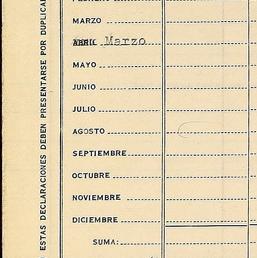 ESTAS DECLARACIONES DEBEN PRESENTARSE POR DUPLICA
MARZO
ABRIL Marzo
MAYO
JUNIO
JULIO
AGOSTO
SEPTIEMBRE
OCTUBRE
NOVIEMBRE
DICIEMBRE
SUMA: